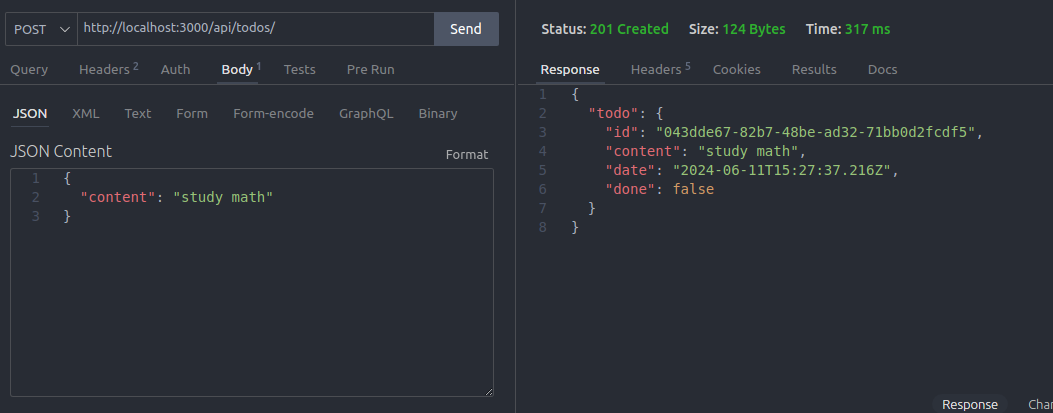 POST http://localhost:3000/api/todos/ Send
Query Headers 2 Auth Body 1 Tests Pre Run
JSON XML Text Form Form-encode GraphQL Binary
JSON Content Format
1 {
2 "content": "study math"
3 }
Status: 201 Created Size: 124 Bytes Time: 317 ms
Response Headers 5 Cookies Results Docs
1 {
2 "todo": {
3 "id": "043dde67-82b7-48be-ad32-71bb0d2fcdf5",
4 "content": "study math",
5 "date": "2024-06-11T15:27:37.216Z",
6 "done": false
7 }
8 }
Response